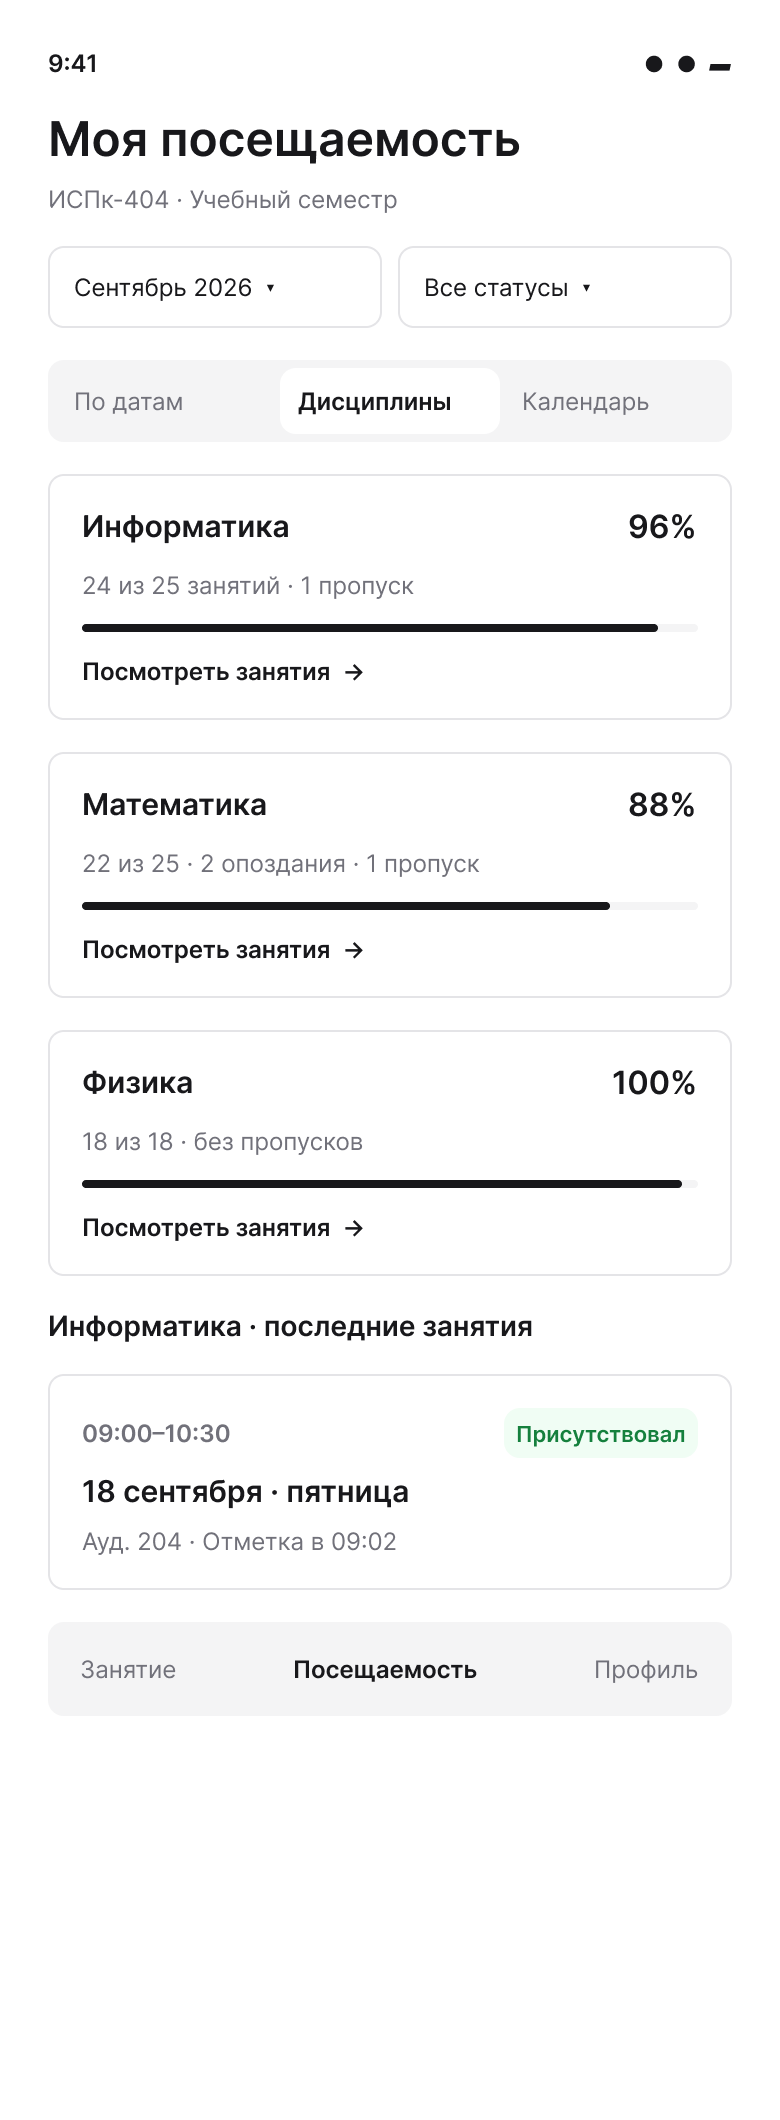 9:41
Моя посещаемость
ИСПк-404 · Учебный семестр
Сентябрь 2026 ▾
Все статусы ▾
По датам
Дисциплины
Календарь
Информатика
96%
24 из 25 занятий · 1 пропуск
Посмотреть занятия →
Математика
88%
22 из 25 · 2 опоздания · 1 пропуск
Посмотреть занятия →
Физика
100%
18 из 18 · без пропусков
Посмотреть занятия →
Информатика · последние занятия
09:00–10:30
Присутствовал
18 сентября · пятница
Ауд. 204 · Отметка в 09:02
Занятие
Посещаемость
Профиль